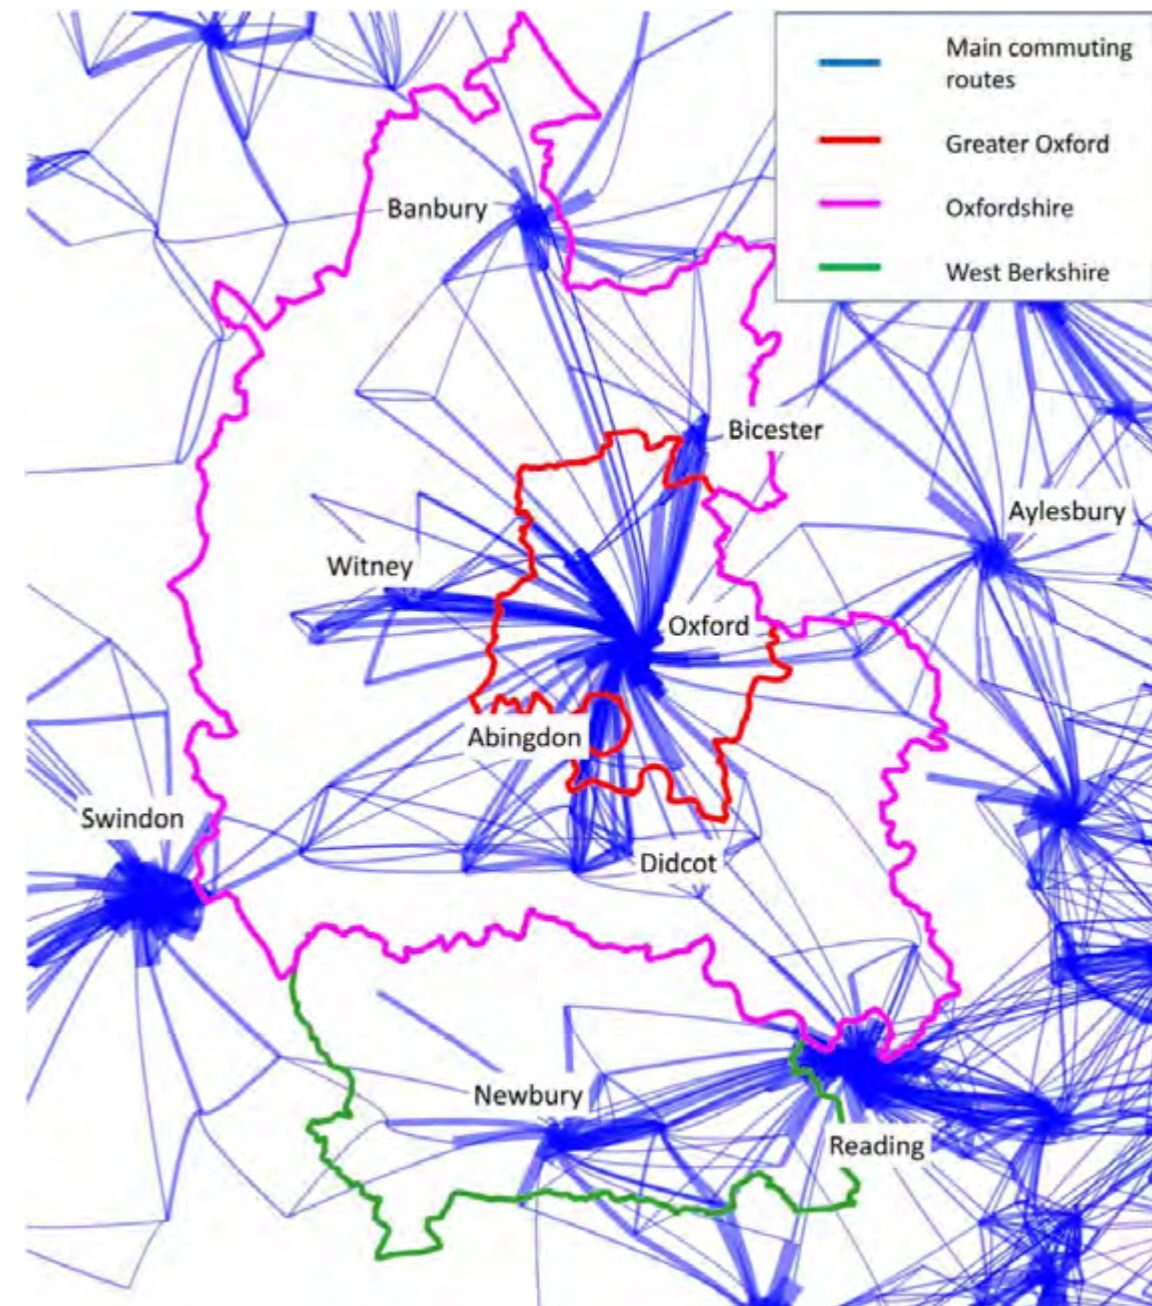 Main commuting
routes
Greater Oxford
Oxfordshire
West Berkshire
Banbury
Bicester
Aylesbury
Witney
Oxford
Abingdon
Swindon
Didcot
Newbury
Reading